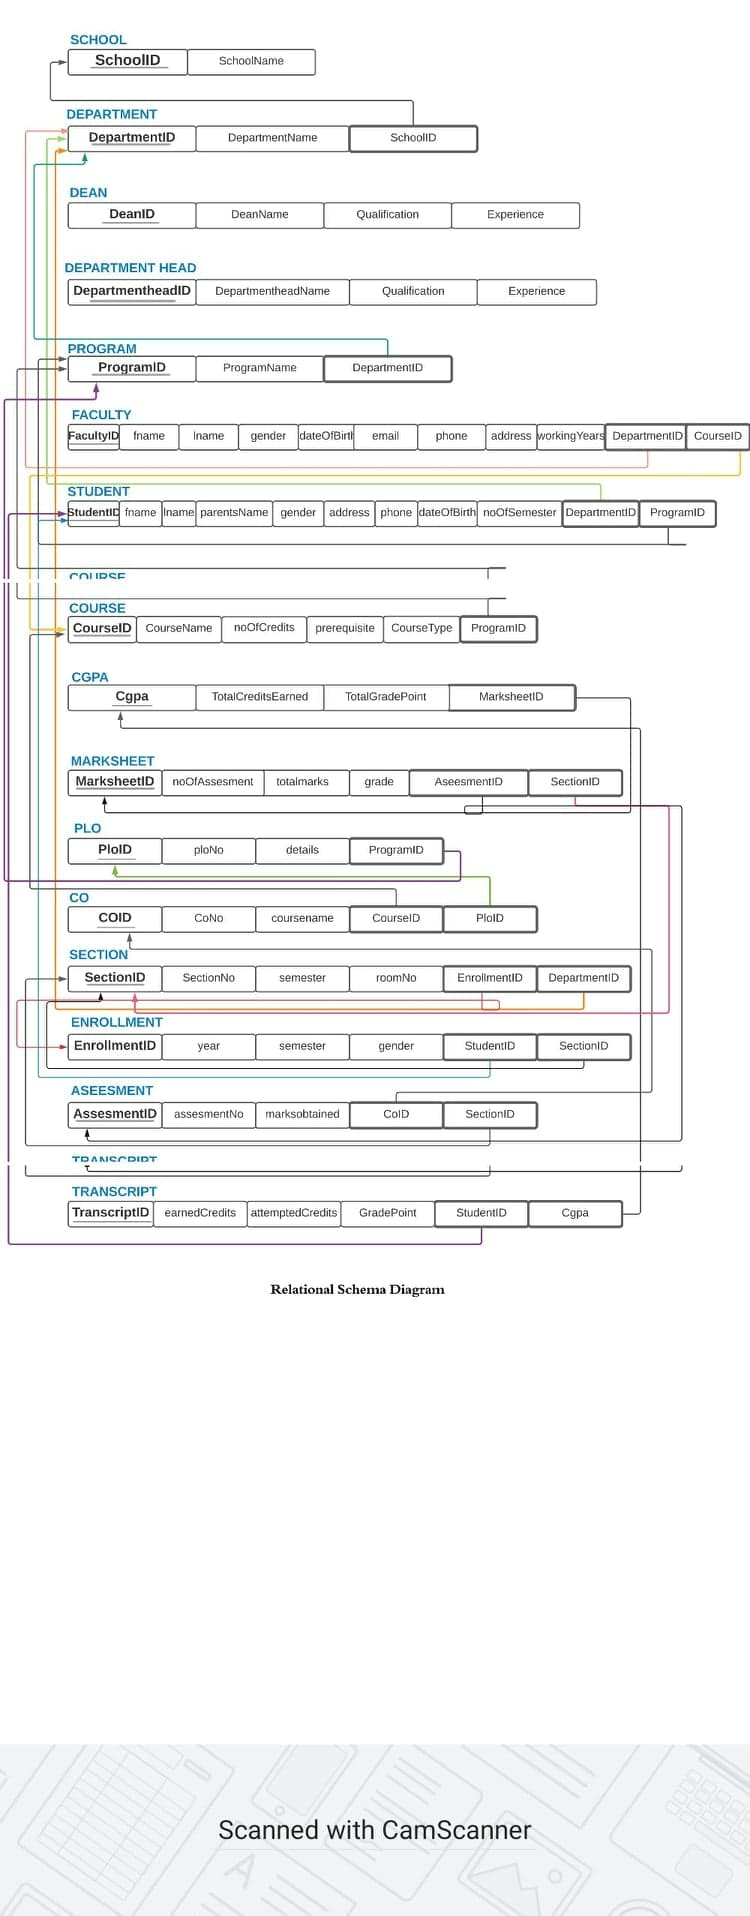 SCHOOL
SchoolID SchoolName
DEPARTMENT
DepartmentID DepartmentName SchoolID
DEAN
DeanID DeanName Qualification Experience
DEPARTMENT HEAD
DepartmentheadID DepartmentheadName Qualification Experience
PROGRAM
ProgramID ProgramName DepartmentID
FACULTY
FacultyID fname lname gender dateOfBirth email phone address workingYears DepartmentID CourseID
STUDENT
StudentID fname lname parentsName gender address phone dateOfBirth noOfSemester DepartmentID ProgramID
COURSE
COURSE
CourseID CourseName noOfCredits prerequisite CourseType ProgramID
CGPA
Cgpa TotalCreditsEarned TotalGradePoint MarksheetID
MARKSHEET
MarksheetID noOfAssesment totalmarks grade AseesmentID SectionID
PLO
PloID ploNo details ProgramID
CO
COID CoNo coursename CourseID PloID
SECTION
SectionID SectionNo semester roomNo EnrollmentID DepartmentID
ENROLLMENT
EnrollmentID year semester gender StudentID SectionID
ASEESMENT
AssesmentID assesmentNo marksobtained CoID SectionID
TRANSCRIPT
TRANSCRIPT
TranscriptID earnedCredits attemptedCredits GradePoint StudentID Cgpa
Relational Schema Diagram
Scanned with CamScanner